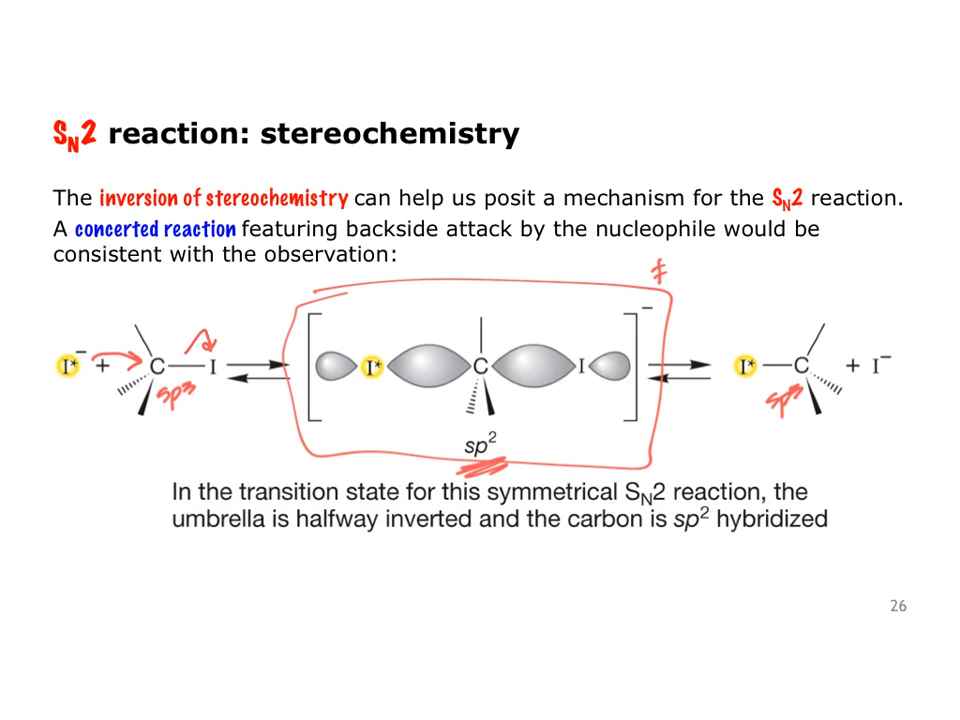 SN2 reaction: stereochemistry
The inversion of stereochemistry can help us posit a mechanism for the SN2 reaction.
A concerted reaction featuring backside attack by the nucleophile would be
consistent with the observation:
‡
I*⁻ + C—I [ I* C I ]⁻ I*—C + I⁻
sp3 sp3
sp²
In the transition state for this symmetrical SN2 reaction, the
umbrella is halfway inverted and the carbon is sp² hybridized
26